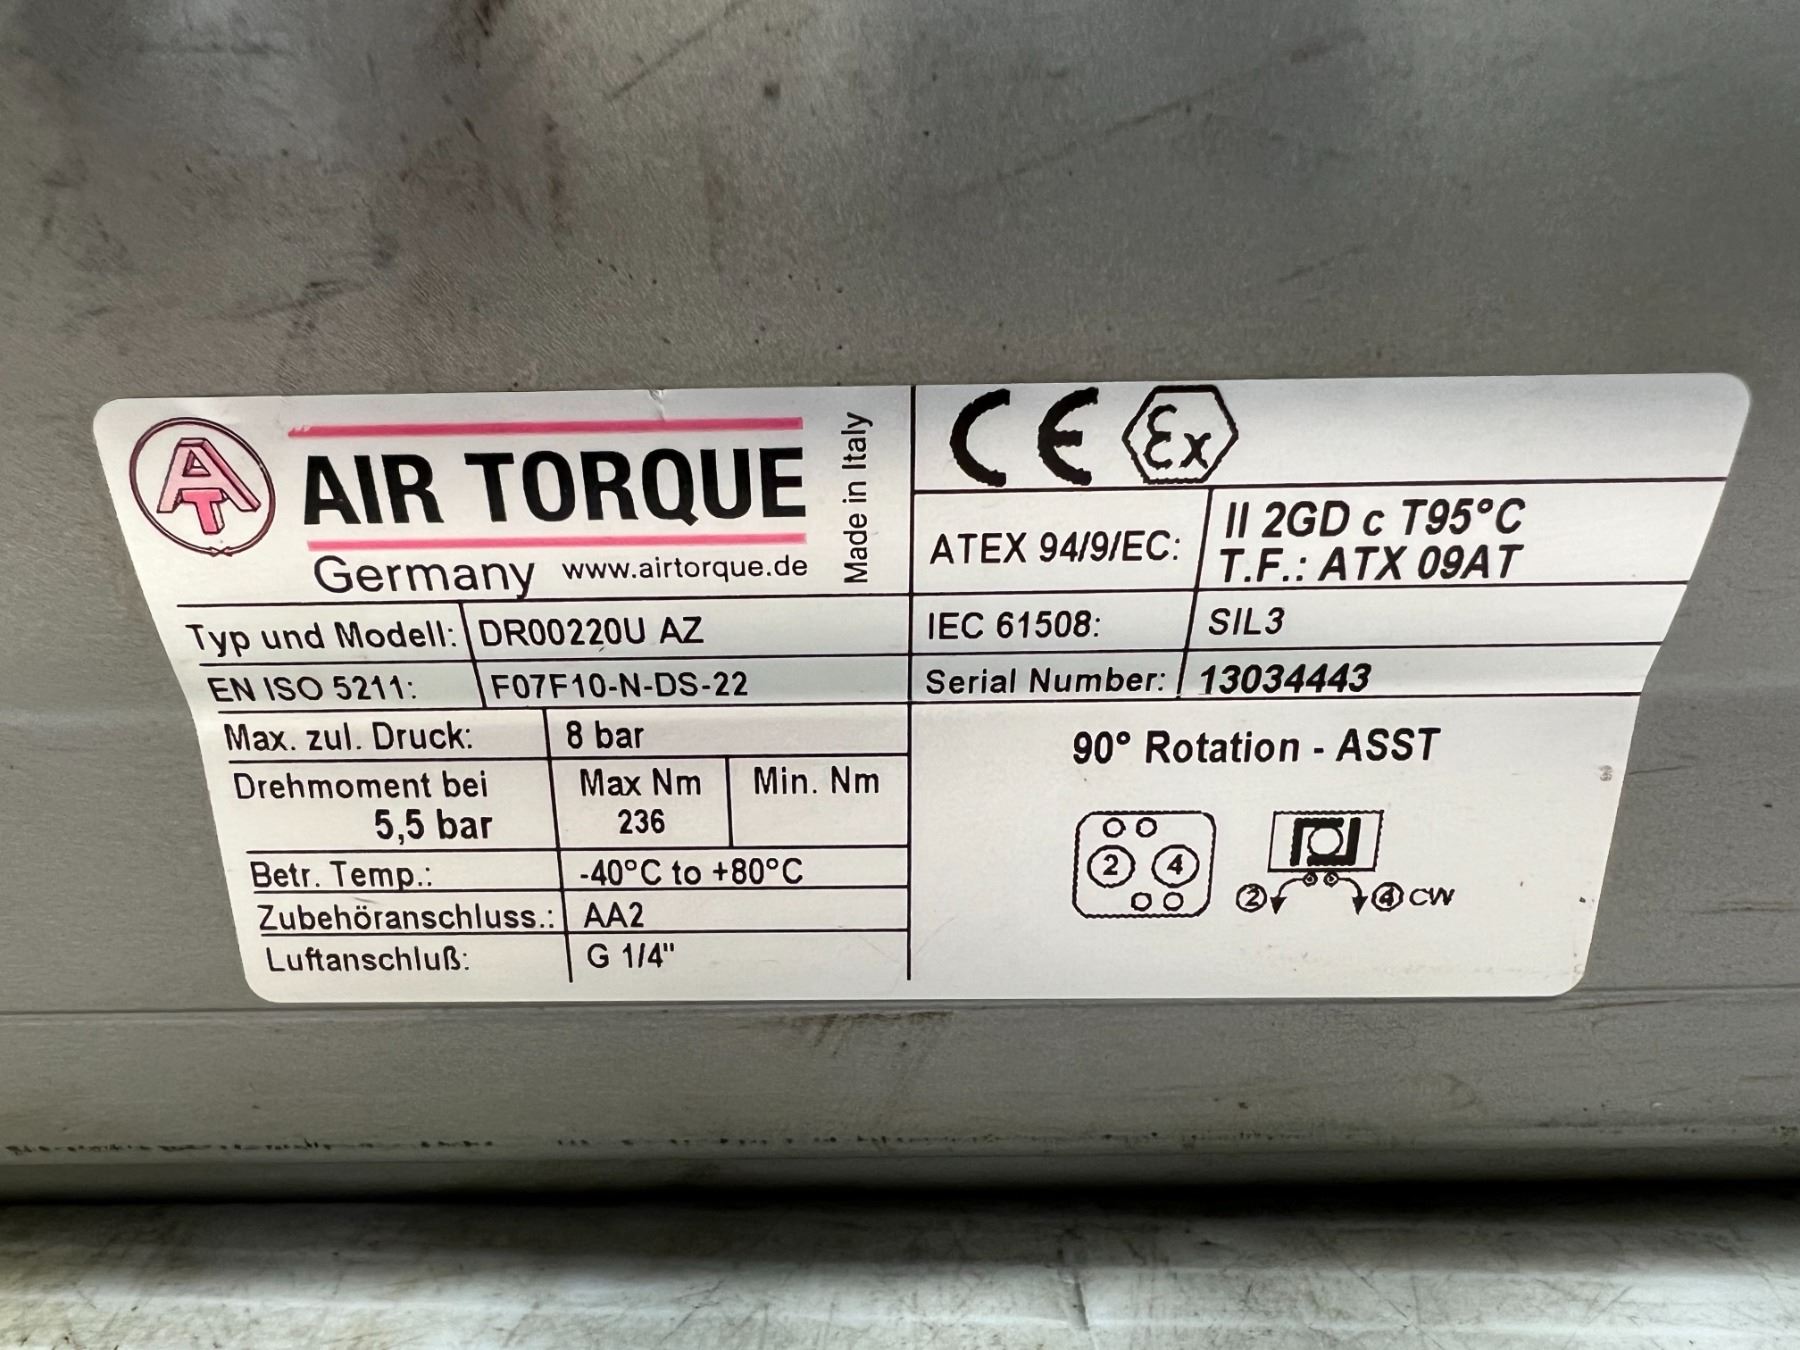 AT
AIR TORQUE
Germany www.airtorque.de
Made in Italy
Typ und Modell: DR00220U AZ
EN ISO 5211: F07F10-N-DS-22
Max. zul. Druck: 8 bar
Drehmoment bei Max Nm Min. Nm
5,5 bar 236
Betr. Temp.: -40°C to +80°C
Zubehöranschluss.: AA2
Luftanschluß: G 1/4"
CE Ex
ATEX 94/9/EC: II 2GD c T95°C
T.F.: ATX 09AT
IEC 61508: SIL3
Serial Number: 13034443
90° Rotation - ASST
2 4
2 4 CW